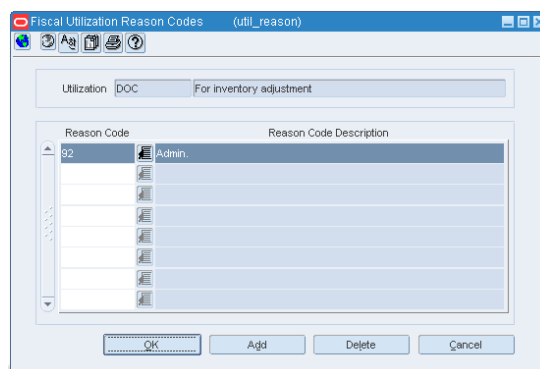 Fiscal Utilization Reason Codes (util_reason)
Utilization DOC For inventory adjustment
Reason Code Reason Code Description
92 Admin.
OK Add Delete Cancel